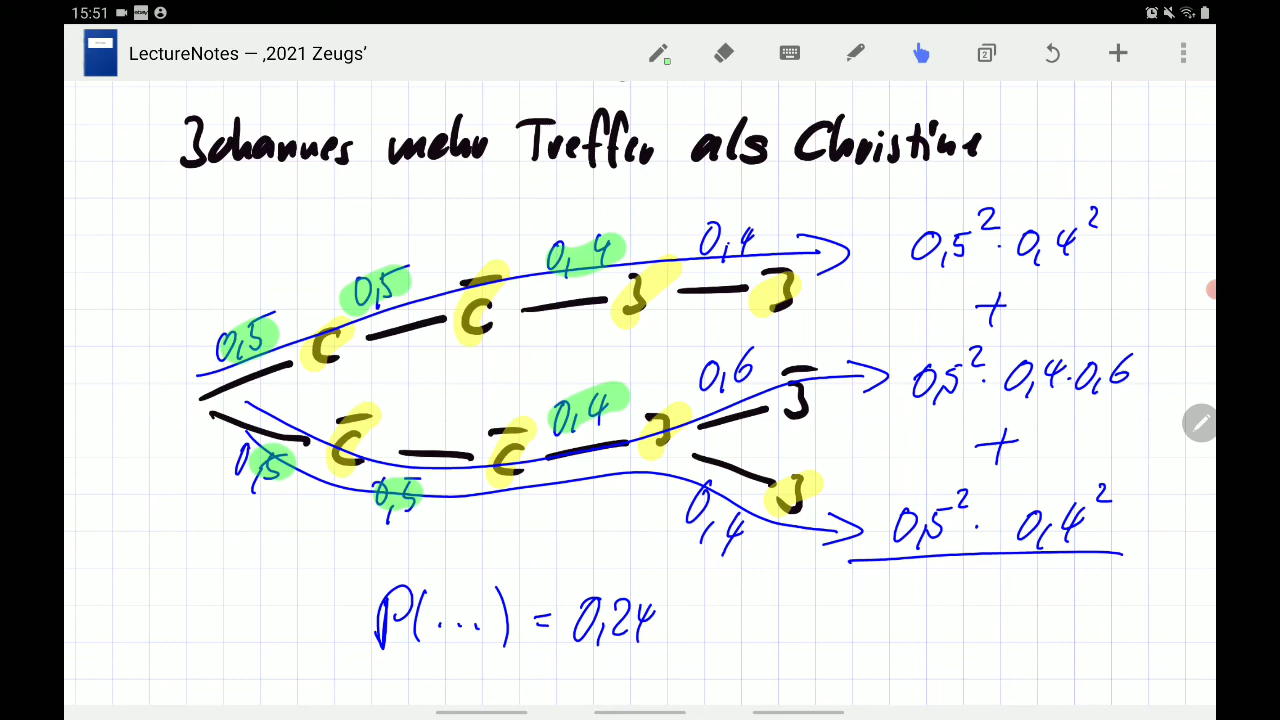 15:51
ebay
LectureNotes — ‚2021 Zeugs’
2
Johannes mehr Treffer als Christine
0,5 0,5 0,4 0,4 0,5² · 0,4²
C C̅ J J
+
0,6 0,5² · 0,4 · 0,6
0,4 J̅
C̅ C̅ J
+
0,5 0,5 J
0,4 0,5² · 0,4²
P(...) = 0,24